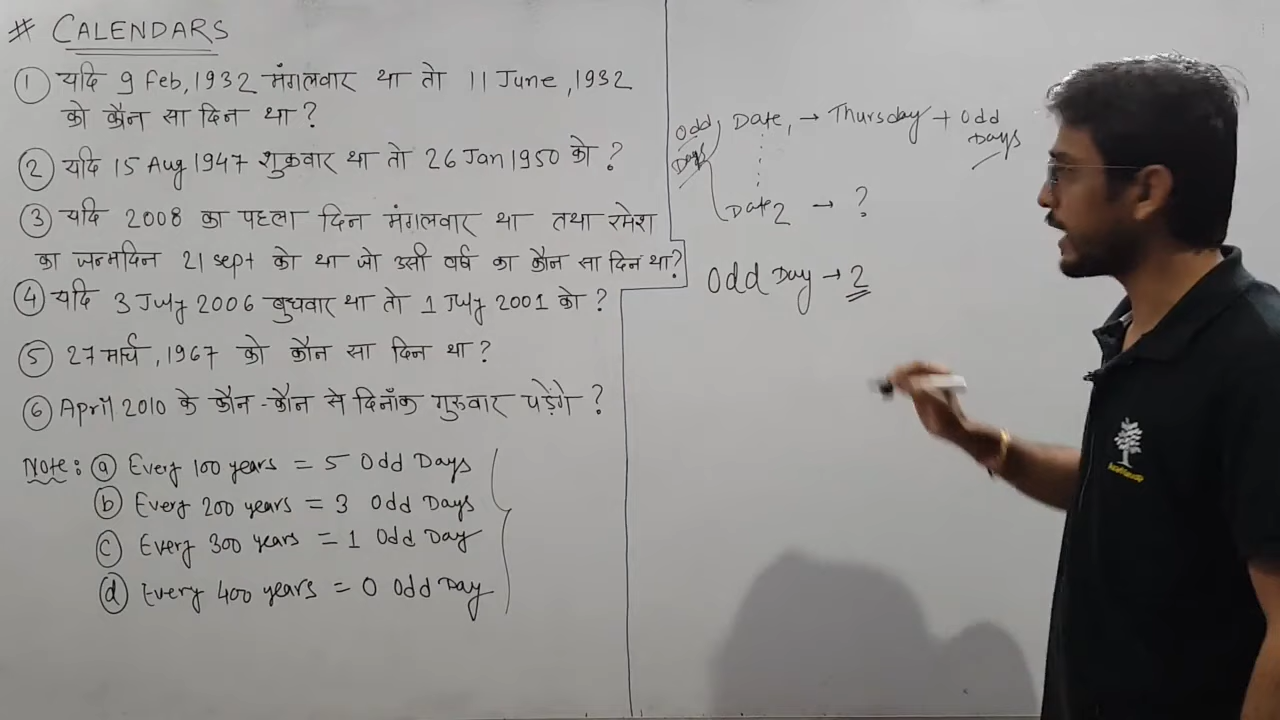 # CALENDARS
① यदि 9 Feb, 1932 मंगलवार था तो 11 June, 1932
को कौन सा दिन था ?
② यदि 15 Aug 1947 शुक्रवार था तो 26 Jan 1950 को ?
③ यदि 2008 का पहला दिन मंगलवार था तथा रमेश
का जन्मदिन 21 sept को था जो उसी वर्ष का कौन सा दिन था?
④ यदि 3 July 2006 बुधवार था तो 1 July 2001 को ?
⑤ 27 मार्च, 1967 को कौन सा दिन था ?
⑥ April 2010 के कौन-कौन से दिनाँक गुरुवार पड़ेंगे ?
Note: ⓐ Every 100 years = 5 Odd Days
ⓑ Every 200 years = 3 Odd Days
ⓒ Every 300 years = 1 Odd Day
ⓓ Every 400 years = 0 Odd Day
Odd Days
Date1 → Thursday + Odd Days
Date2 → ?
Odd Day → 2